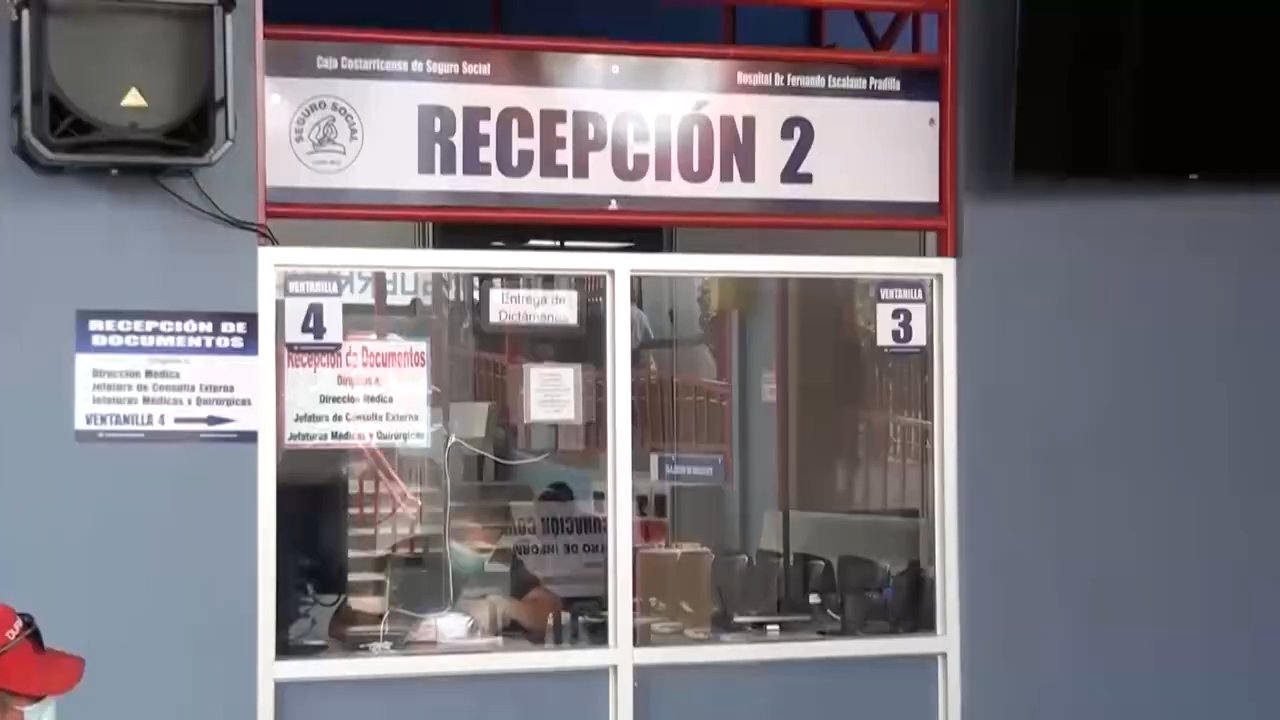 Caja Costarricense de Seguro Social
Hospital Dr. Fernando Escalante Pradilla
SEGURO SOCIAL
RECEPCIÓN 2
VENTANILLA
4
Entrega de
Dictámenes
VENTANILLA
3
RECEPCIÓN DE
DOCUMENTOS
Dirección Médica
Jefatura de Consulta Externa
Jefaturas Médicas y Quirúrgicas
VENTANILLA 4
Recepción de Documentos
Dirigidos a:
Dirección Médica
Jefatura de Consulta Externa
Jefaturas Médicas y Quirúrgicas